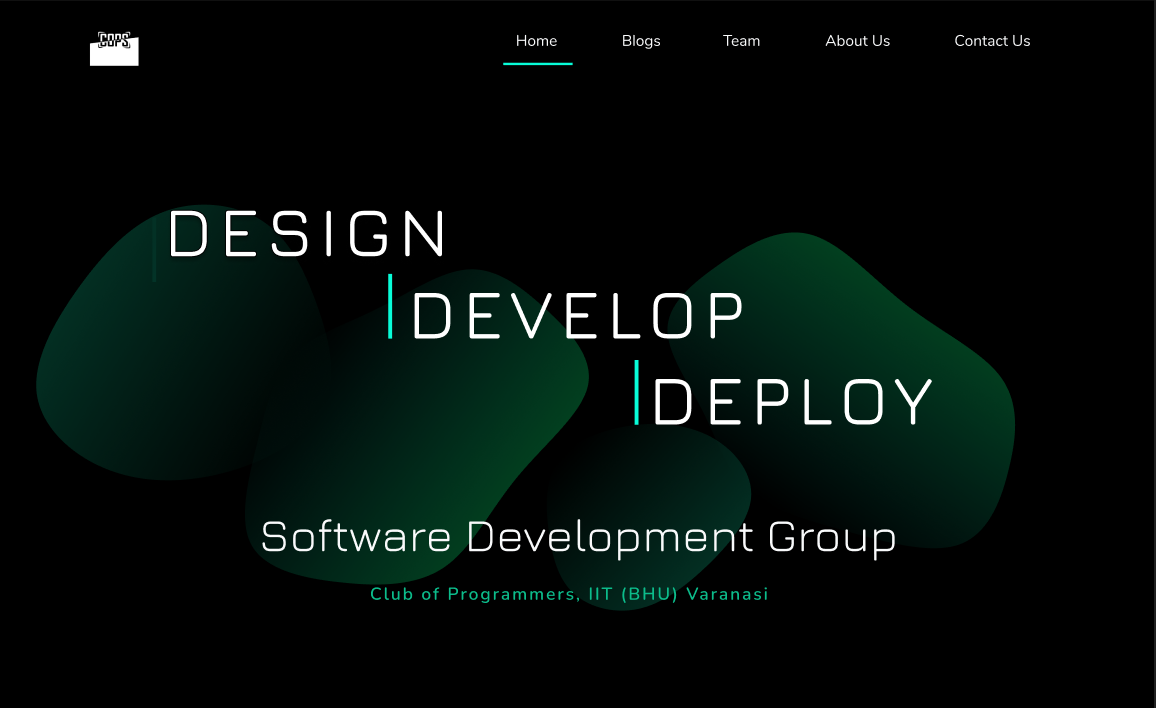 COPS
Home Blogs Team About Us Contact Us
DESIGN
DEVELOP
DEPLOY
Software Development Group
Club of Programmers, IIT (BHU) Varanasi